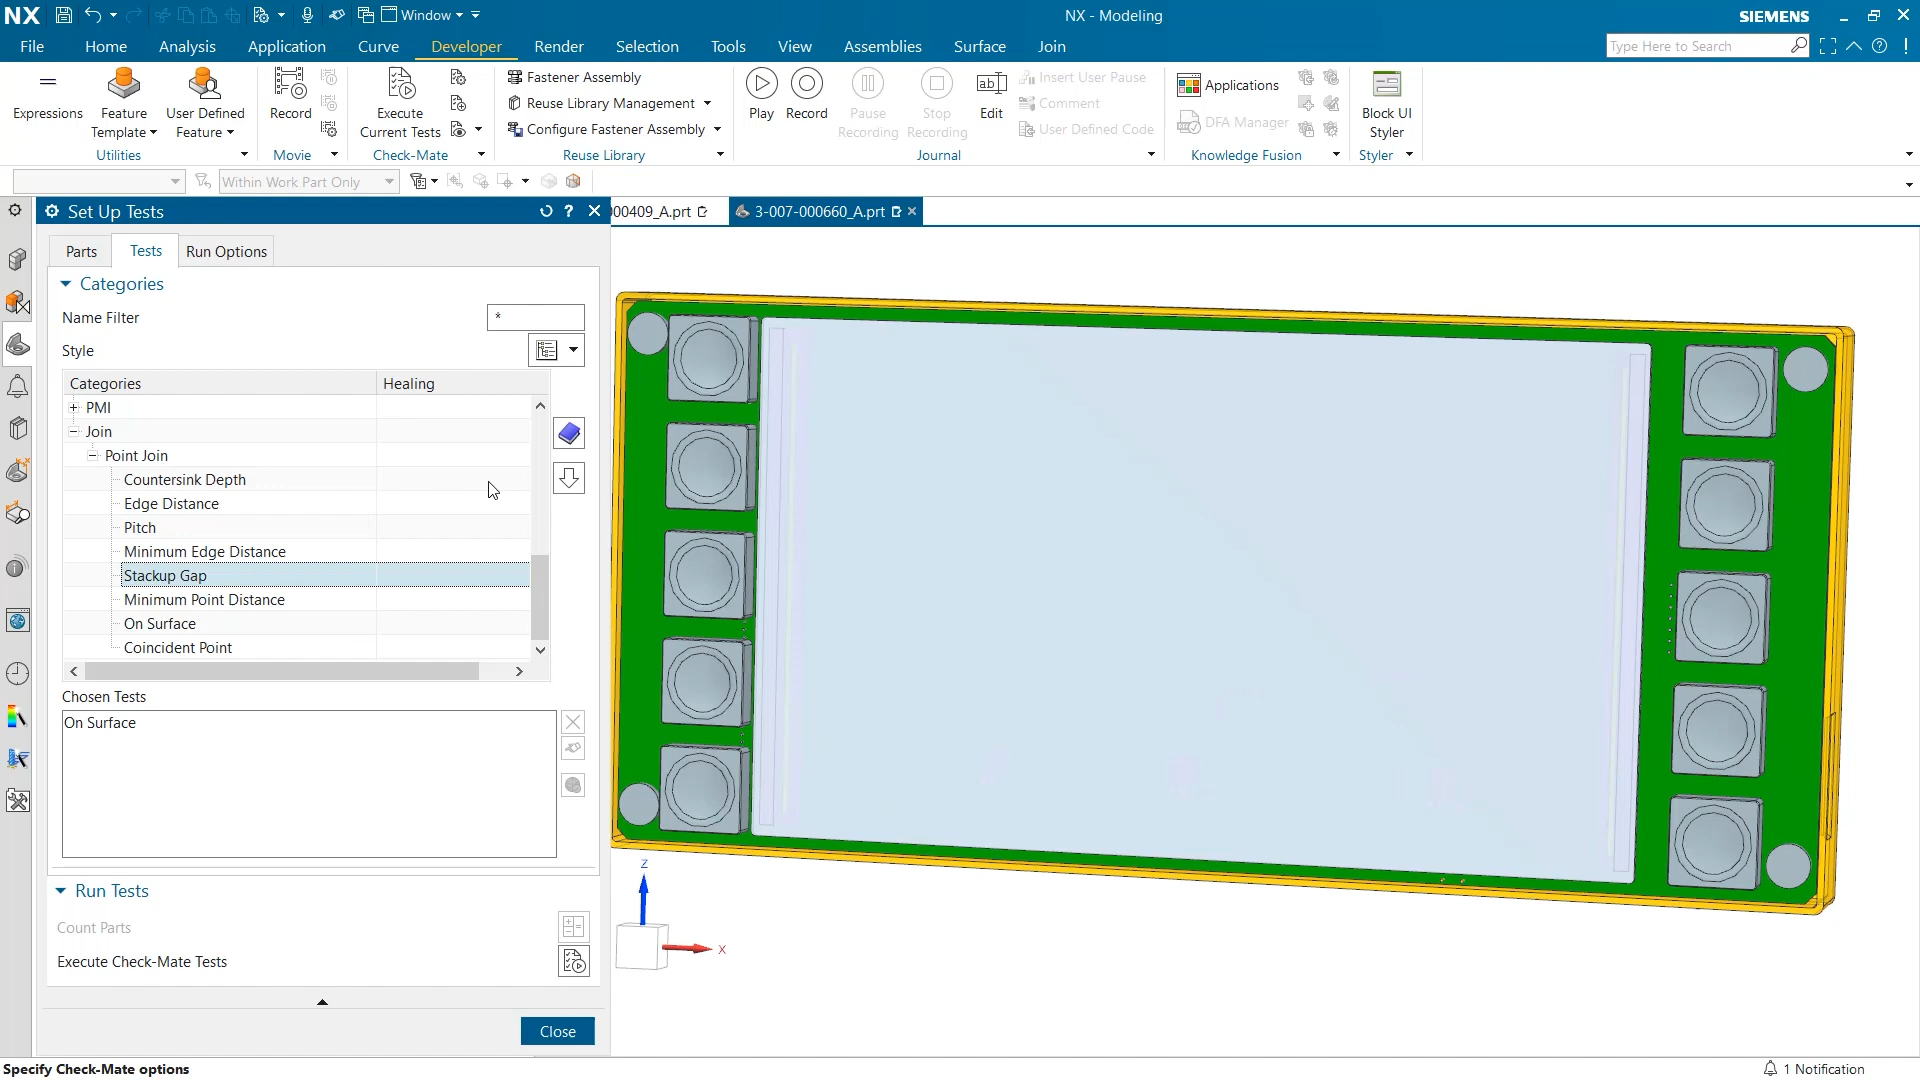 NX
Window
NX - Modeling
SIEMENS
File
Home
Analysis
Application
Curve
Developer
Render
Selection
Tools
View
Assemblies
Surface
Join
Type Here to Search
Expressions
Feature
Template
User Defined
Feature
Utilities
Record
Movie
Execute
Current Tests
Check-Mate
Fastener Assembly
Reuse Library Management
Configure Fastener Assembly
Reuse Library
Play
Record
Pause
Recording
Stop
Recording
Edit
Insert User Pause
Comment
User Defined Code
Journal
Applications
DFA Manager
Knowledge Fusion
Block UI
Styler
Styler
Within Work Part Only
Set Up Tests
000409_A.prt
3-007-000660_A.prt
Parts
Tests
Run Options
Categories
Name Filter
*
Style
Categories
Healing
PMI
Join
Point Join
Countersink Depth
Edge Distance
Pitch
Minimum Edge Distance
Stackup Gap
Minimum Point Distance
On Surface
Coincident Point
Chosen Tests
On Surface
Run Tests
Count Parts
Execute Check-Mate Tests
Close
Z
X
Specify Check-Mate options
1 Notification